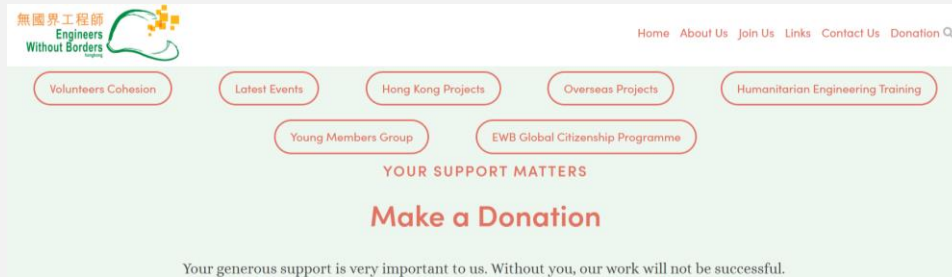 無國界工程師
Engineers
Without Borders
Hong Kong
Home About Us Join Us Links Contact Us Donation
Volunteers Cohesion
Latest Events
Hong Kong Projects
Overseas Projects
Humanitarian Engineering Training
Young Members Group
EWB Global Citizenship Programme
YOUR SUPPORT MATTERS
Make a Donation
Your generous support is very important to us. Without you, our work will not be successful.